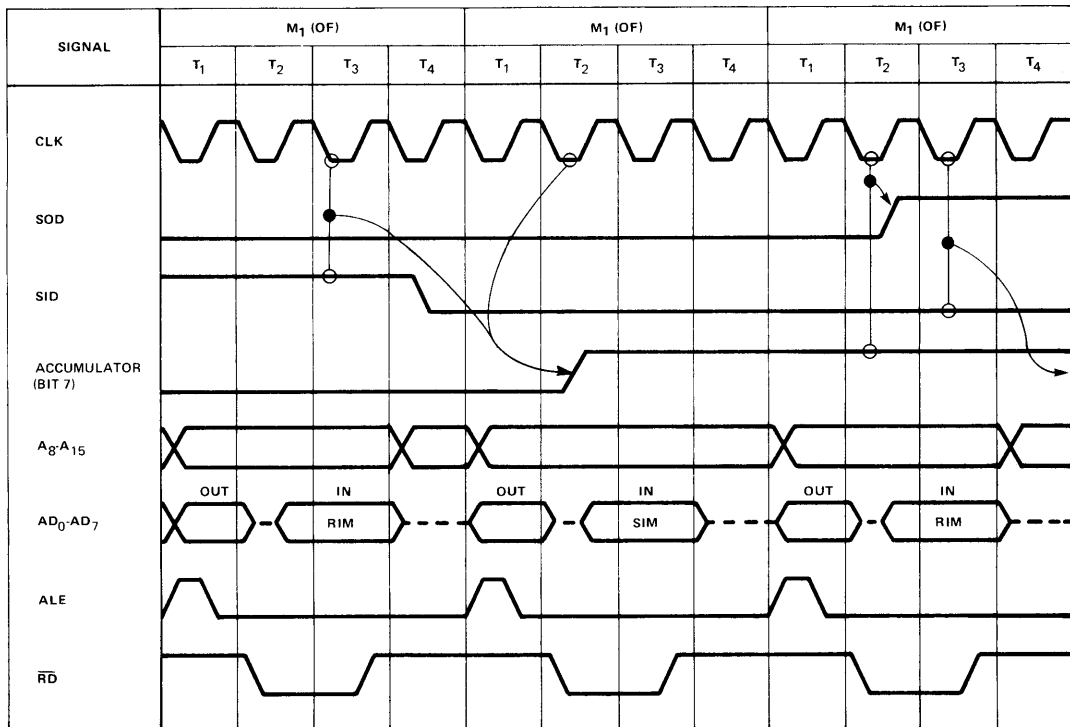 SIGNAL
M1 (OF) M1 (OF) M1 (OF)
T1 T2 T3 T4 T1 T2 T3 T4 T1 T2 T3 T4
CLK
SOD
SID
ACCUMULATOR
(BIT 7)
A8-A15
OUT IN OUT IN OUT IN
AD0-AD7 RIM SIM RIM
ALE
R̅D̅